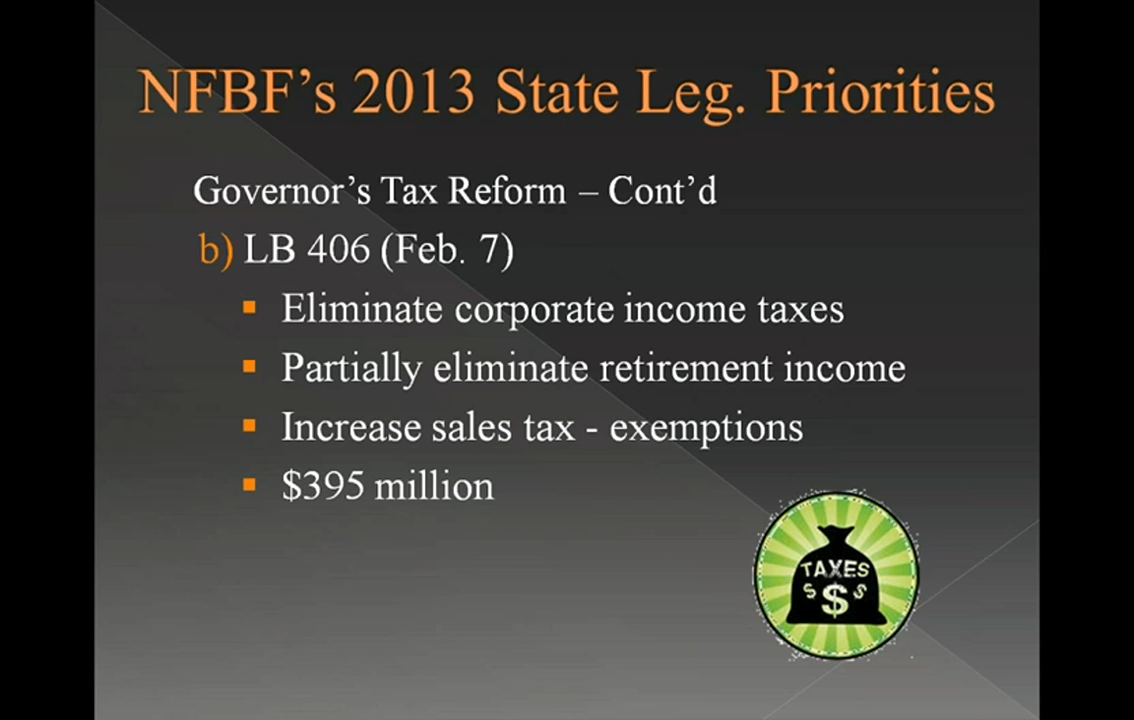 NFBF’s 2013 State Leg. Priorities
Governor’s Tax Reform – Cont’d
b) LB 406 (Feb. 7)
▪ Eliminate corporate income taxes
▪ Partially eliminate retirement income
▪ Increase sales tax - exemptions
▪ $395 million
TAXES
$ $ $